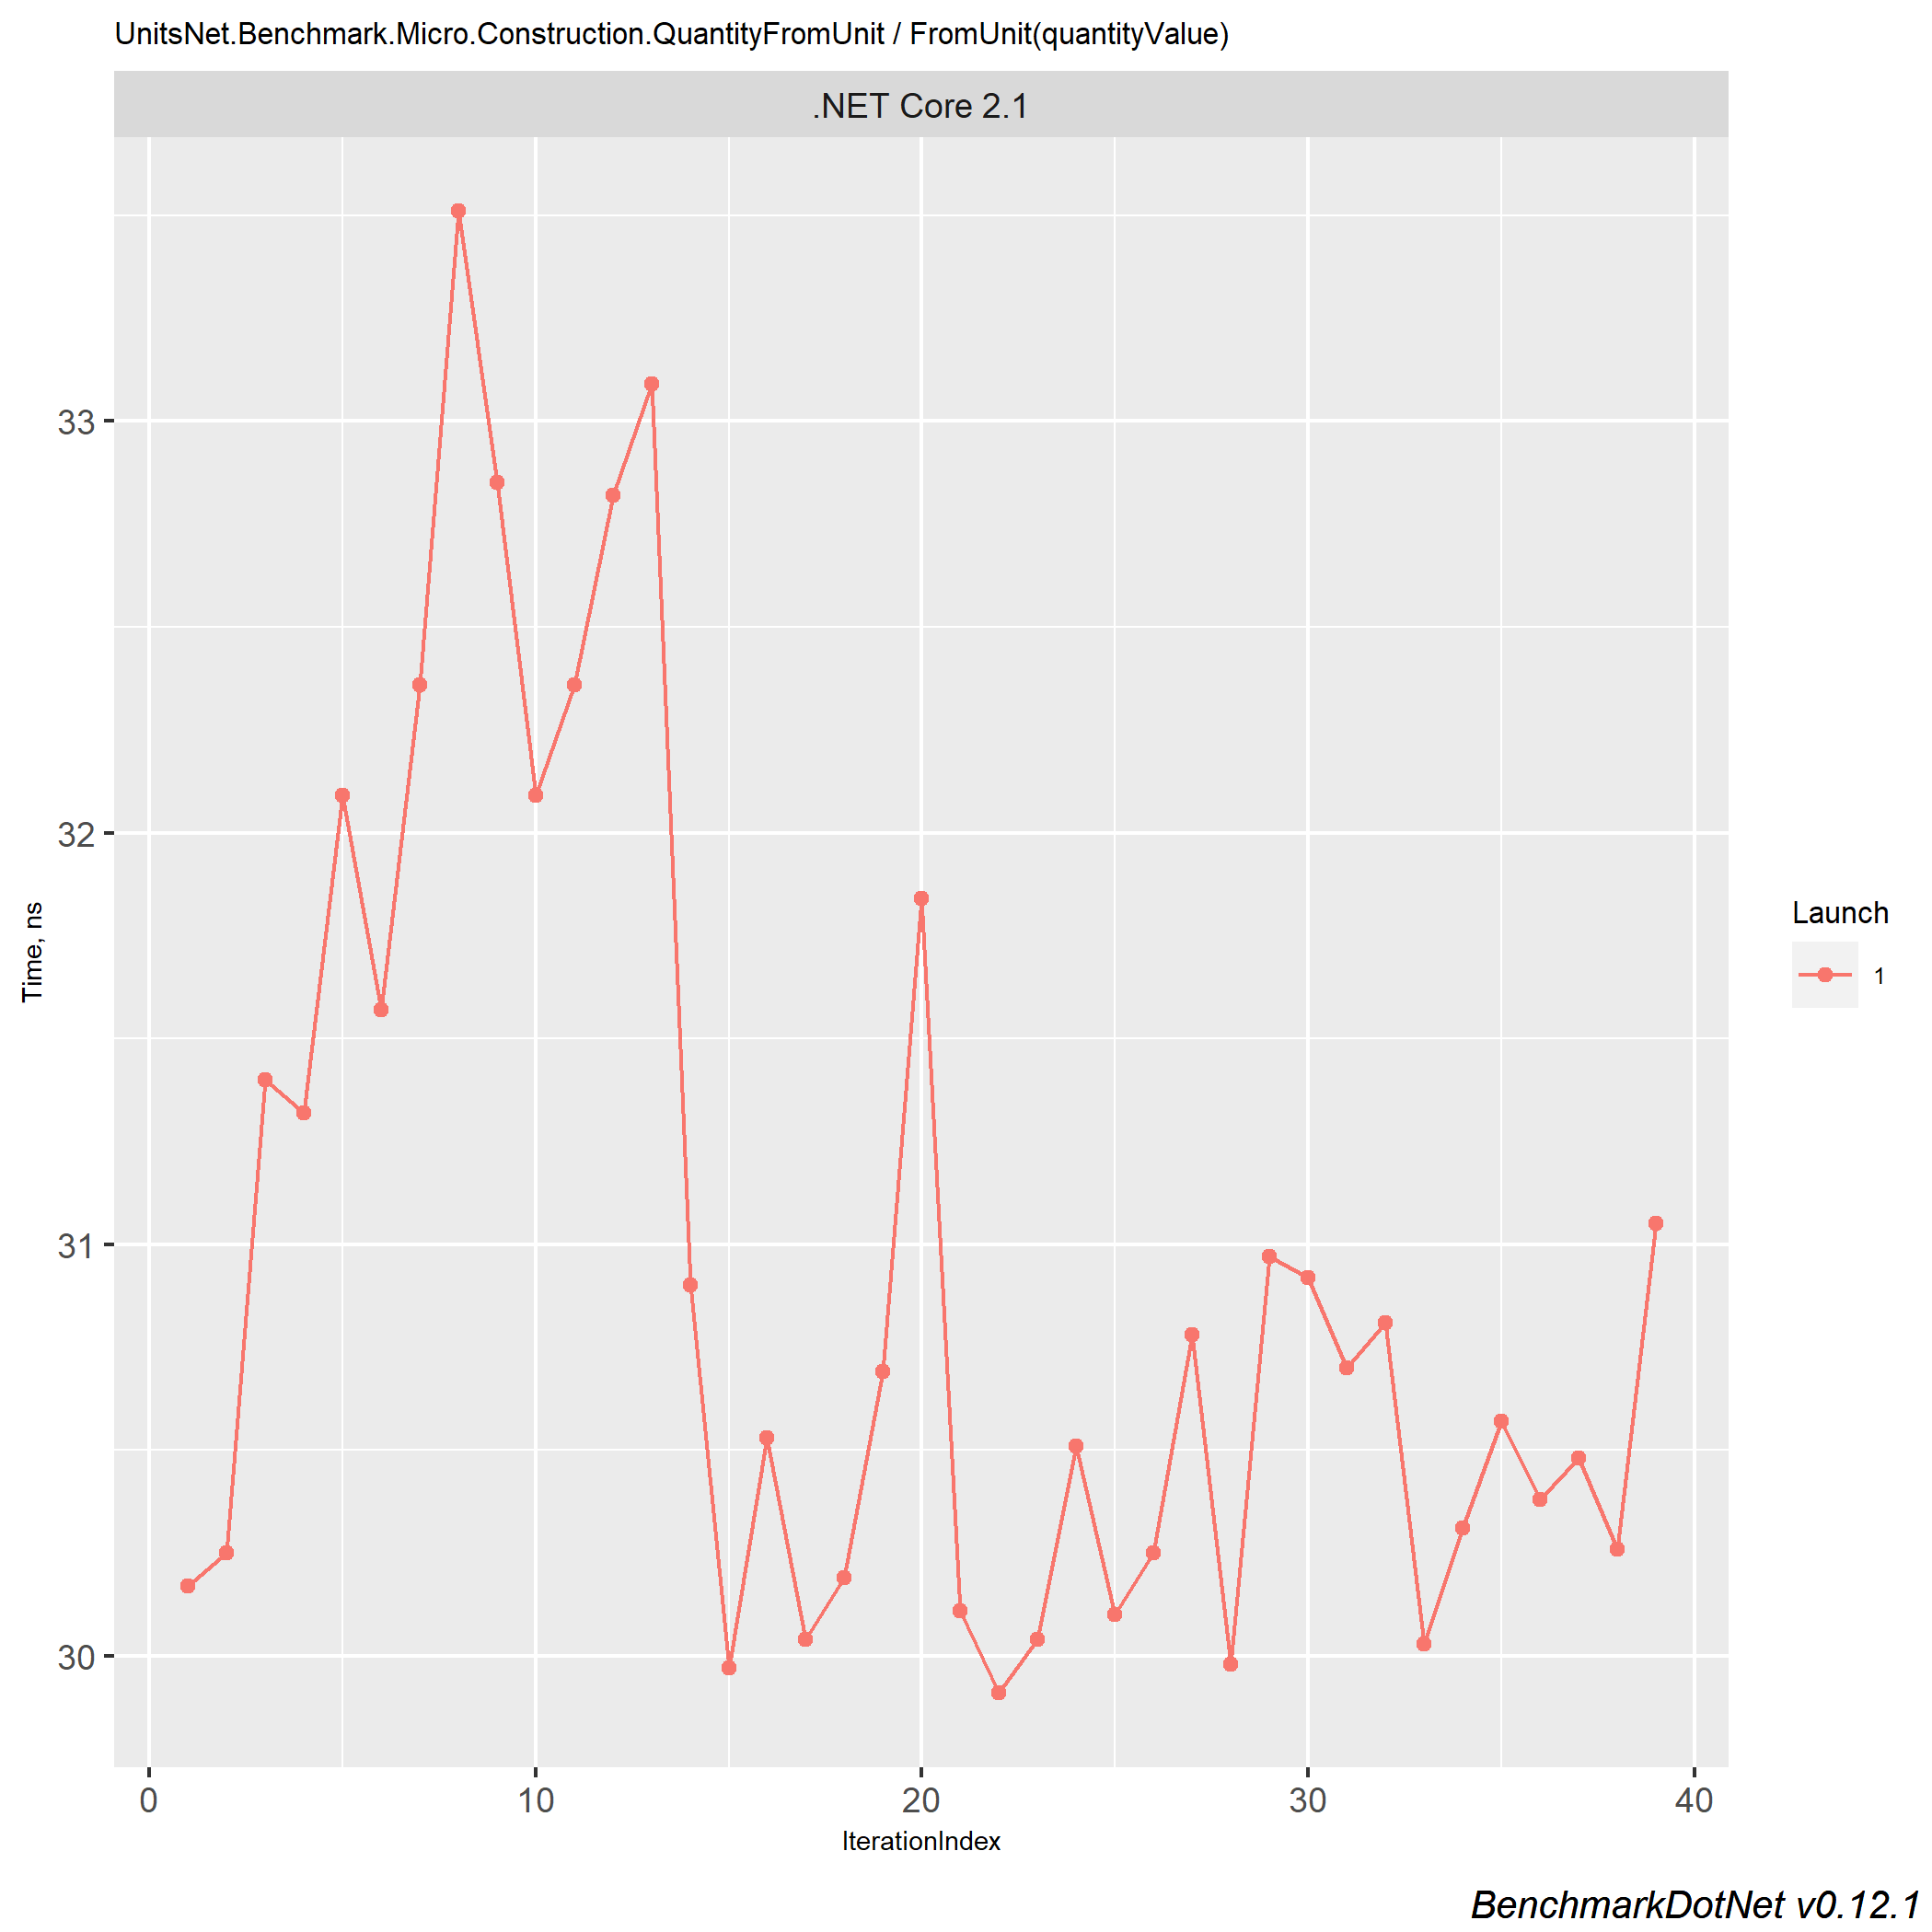 UnitsNet.Benchmark.Micro.Construction.QuantityFromUnit / FromUnit(quantityValue)
.NET Core 2.1
33
32
31
30
Time, ns
0 10 20 30 40
IterationIndex
Launch
1
BenchmarkDotNet v0.12.1